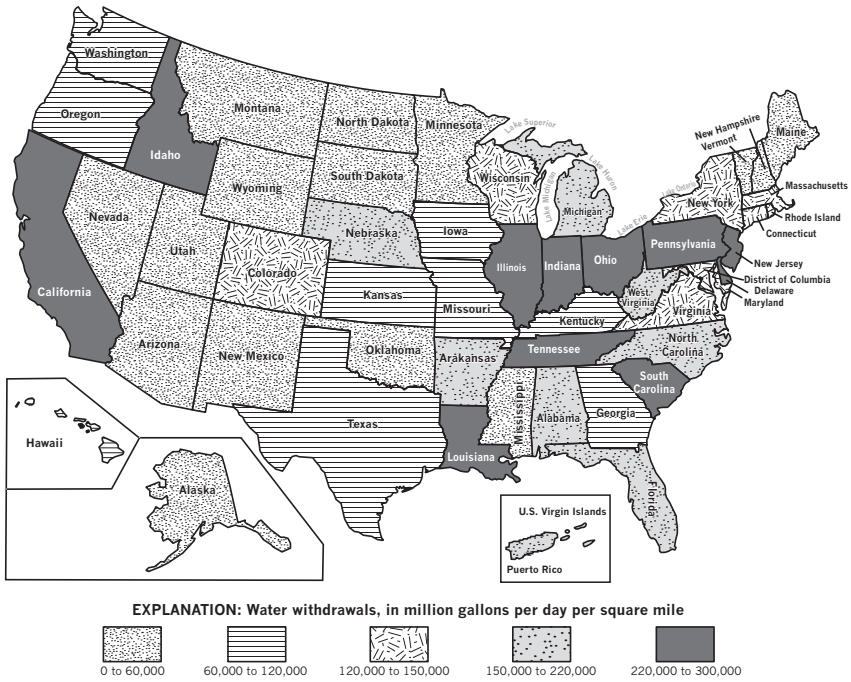 Washington
Oregon
Idaho
Montana
North Dakota
Minnesota
Lake Superior
New Hampshire
Vermont
Maine
South Dakota
Wisconsin
Lake Michigan
Lake Huron
Michigan
Lake Ontario
New York
Massachusetts
Rhode Island
Connecticut
Wyoming
Nevada
Utah
Nebraska
Iowa
Lake Erie
Pennsylvania
New Jersey
District of Columbia
Delaware
Maryland
Colorado
Illinois
Indiana
Ohio
West
Virginia
Virginia
California
Kansas
Missouri
Kentucky
Arizona
New Mexico
Oklahoma
Arkansas
Tennessee
North
Carolina
South
Carolina
Texas
Mississippi
Alabama
Georgia
Louisiana
Florida
Hawaii
Alaska
U.S. Virgin Islands
Puerto Rico
EXPLANATION: Water withdrawals, in million gallons per day per square mile
0 to 60,000
60,000 to 120,000
120,000 to 150,000
150,000 to 220,000
220,000 to 300,000